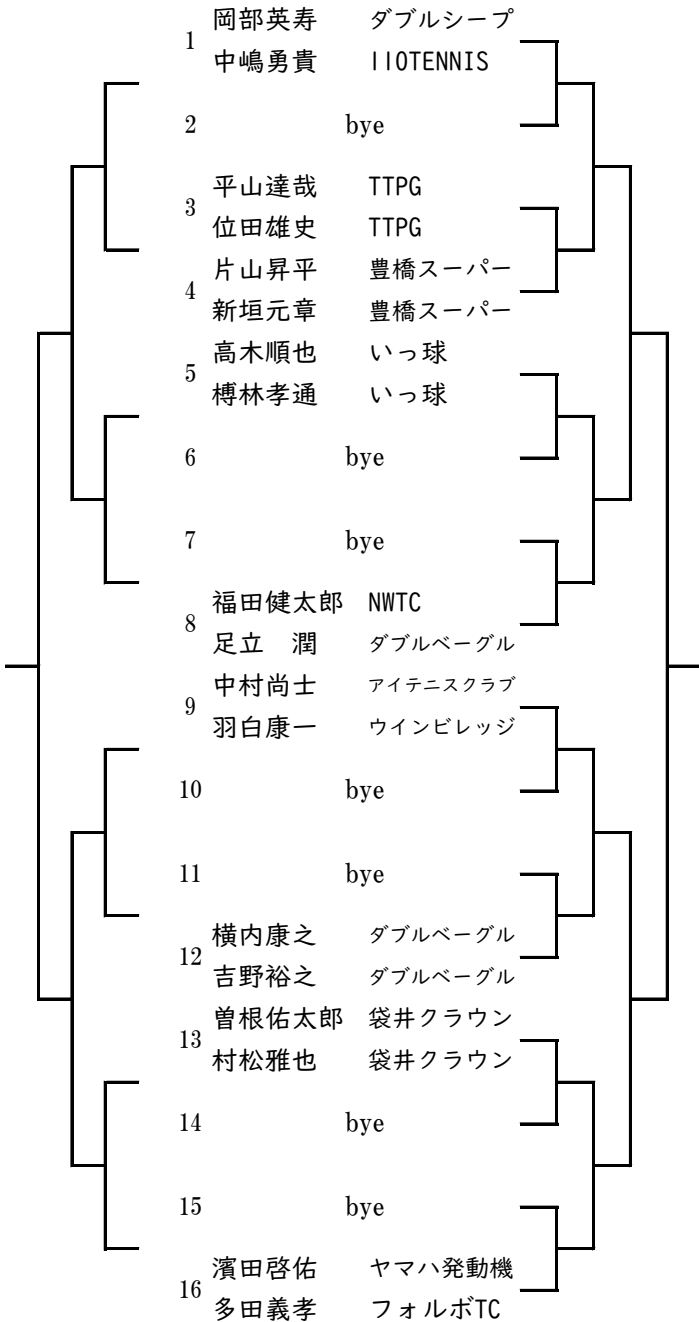 岡部英寿 ダブルシープ
1
中嶋勇貴 110TENNIS
2 bye
平山達哉 TTPG
3
位田雄史 TTPG
片山昇平 豊橋スーパー
4
新垣元章 豊橋スーパー
高木順也 いっ球
5
榑林孝通 いっ球
6 bye
7 bye
福田健太郎 NWTC
8
足立 潤 ダブルベーグル
中村尚士 アイテニスクラブ
9
羽白康一 ウインビレッジ
10 bye
11 bye
横内康之 ダブルベーグル
12
吉野裕之 ダブルベーグル
曽根佑太郎 袋井クラウン
13
村松雅也 袋井クラウン
14 bye
15 bye
濱田啓佑 ヤマハ発動機
16
多田義孝 フォルボTC